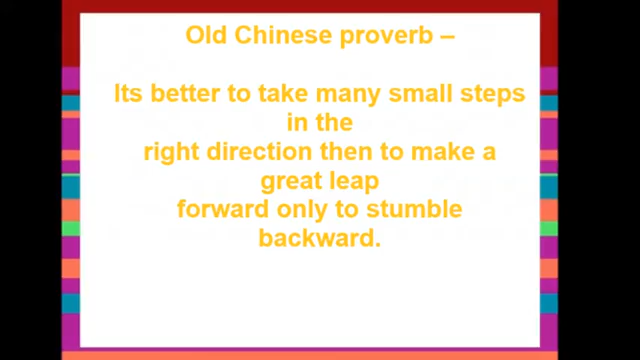 Old Chinese proverb –
Its better to take many small steps
in the
right direction then to make a
great leap
forward only to stumble
backward.